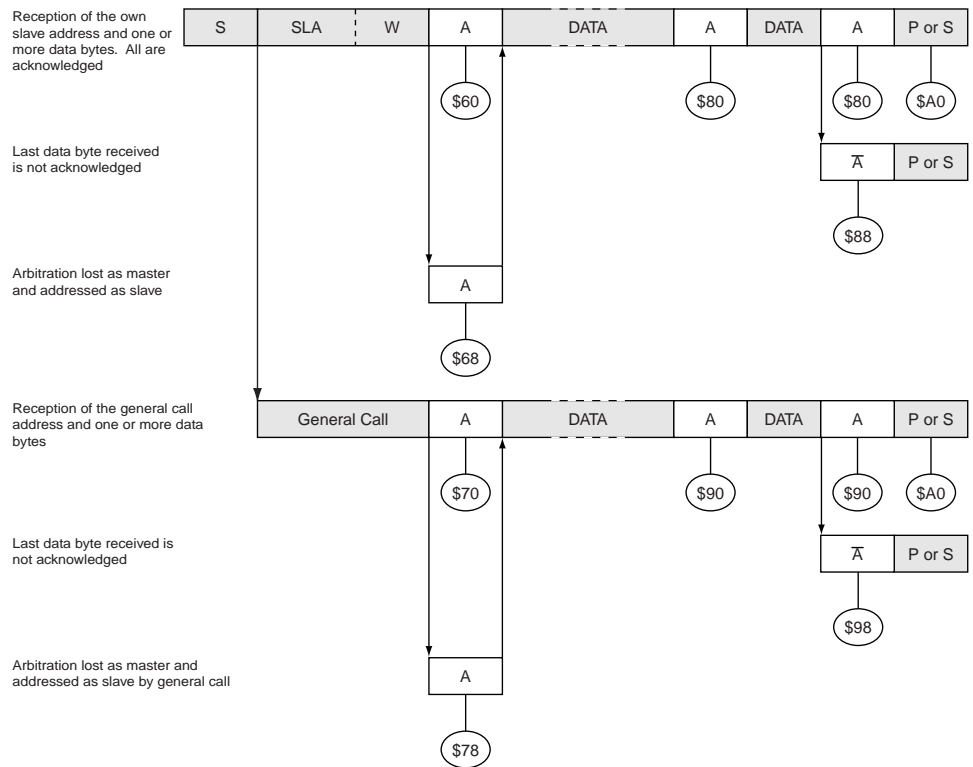 Reception of the own
slave address and one or
more data bytes. All are
acknowledged
S SLA W A DATA A DATA A P or S
$60 $80 $80 $A0
Last data byte received
is not acknowledged
A̅ P or S
$88
Arbitration lost as master
and addressed as slave
A
$68
Reception of the general call
address and one or more data
bytes
General Call A DATA A DATA A P or S
$70 $90 $90 $A0
Last data byte received is
not acknowledged
A̅ P or S
$98
Arbitration lost as master and
addressed as slave by general call
A
$78